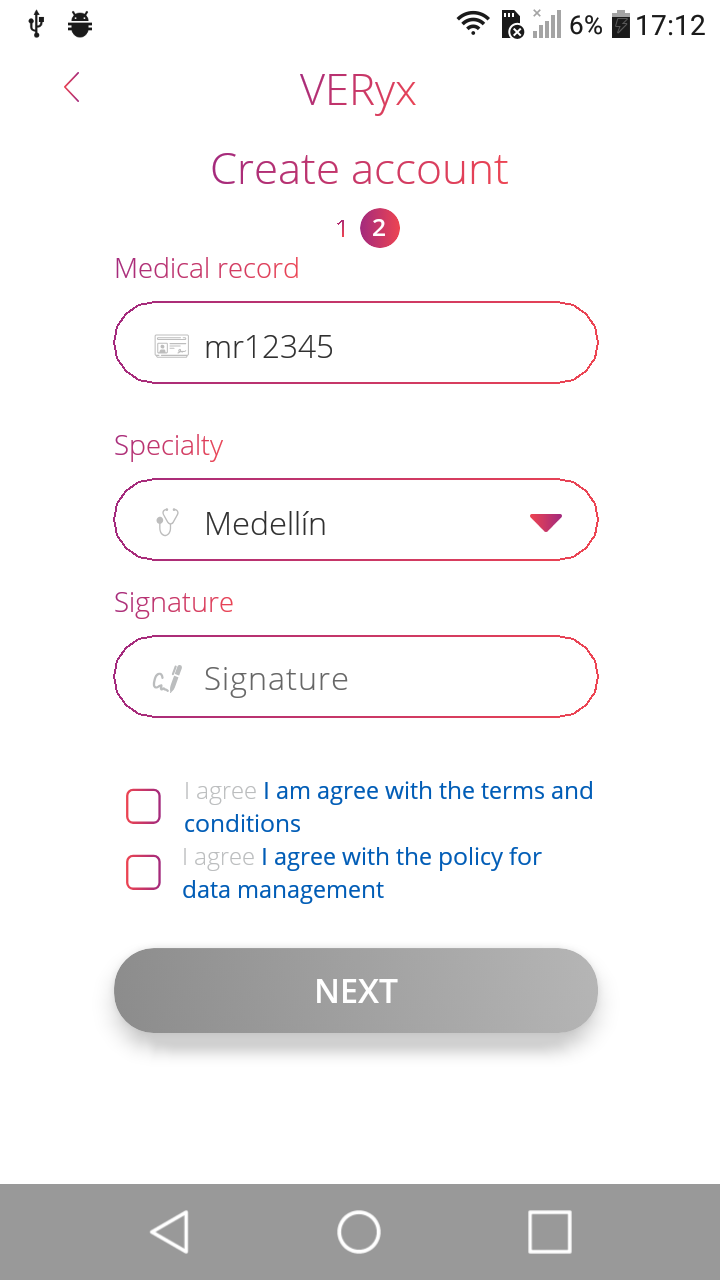 6% 17:12
VERyx
Create account
1 2
Medical record
mr12345
Specialty
Medellín
Signature
Signature
I agree I am agree with the terms and
conditions
I agree I agree with the policy for
data management
NEXT